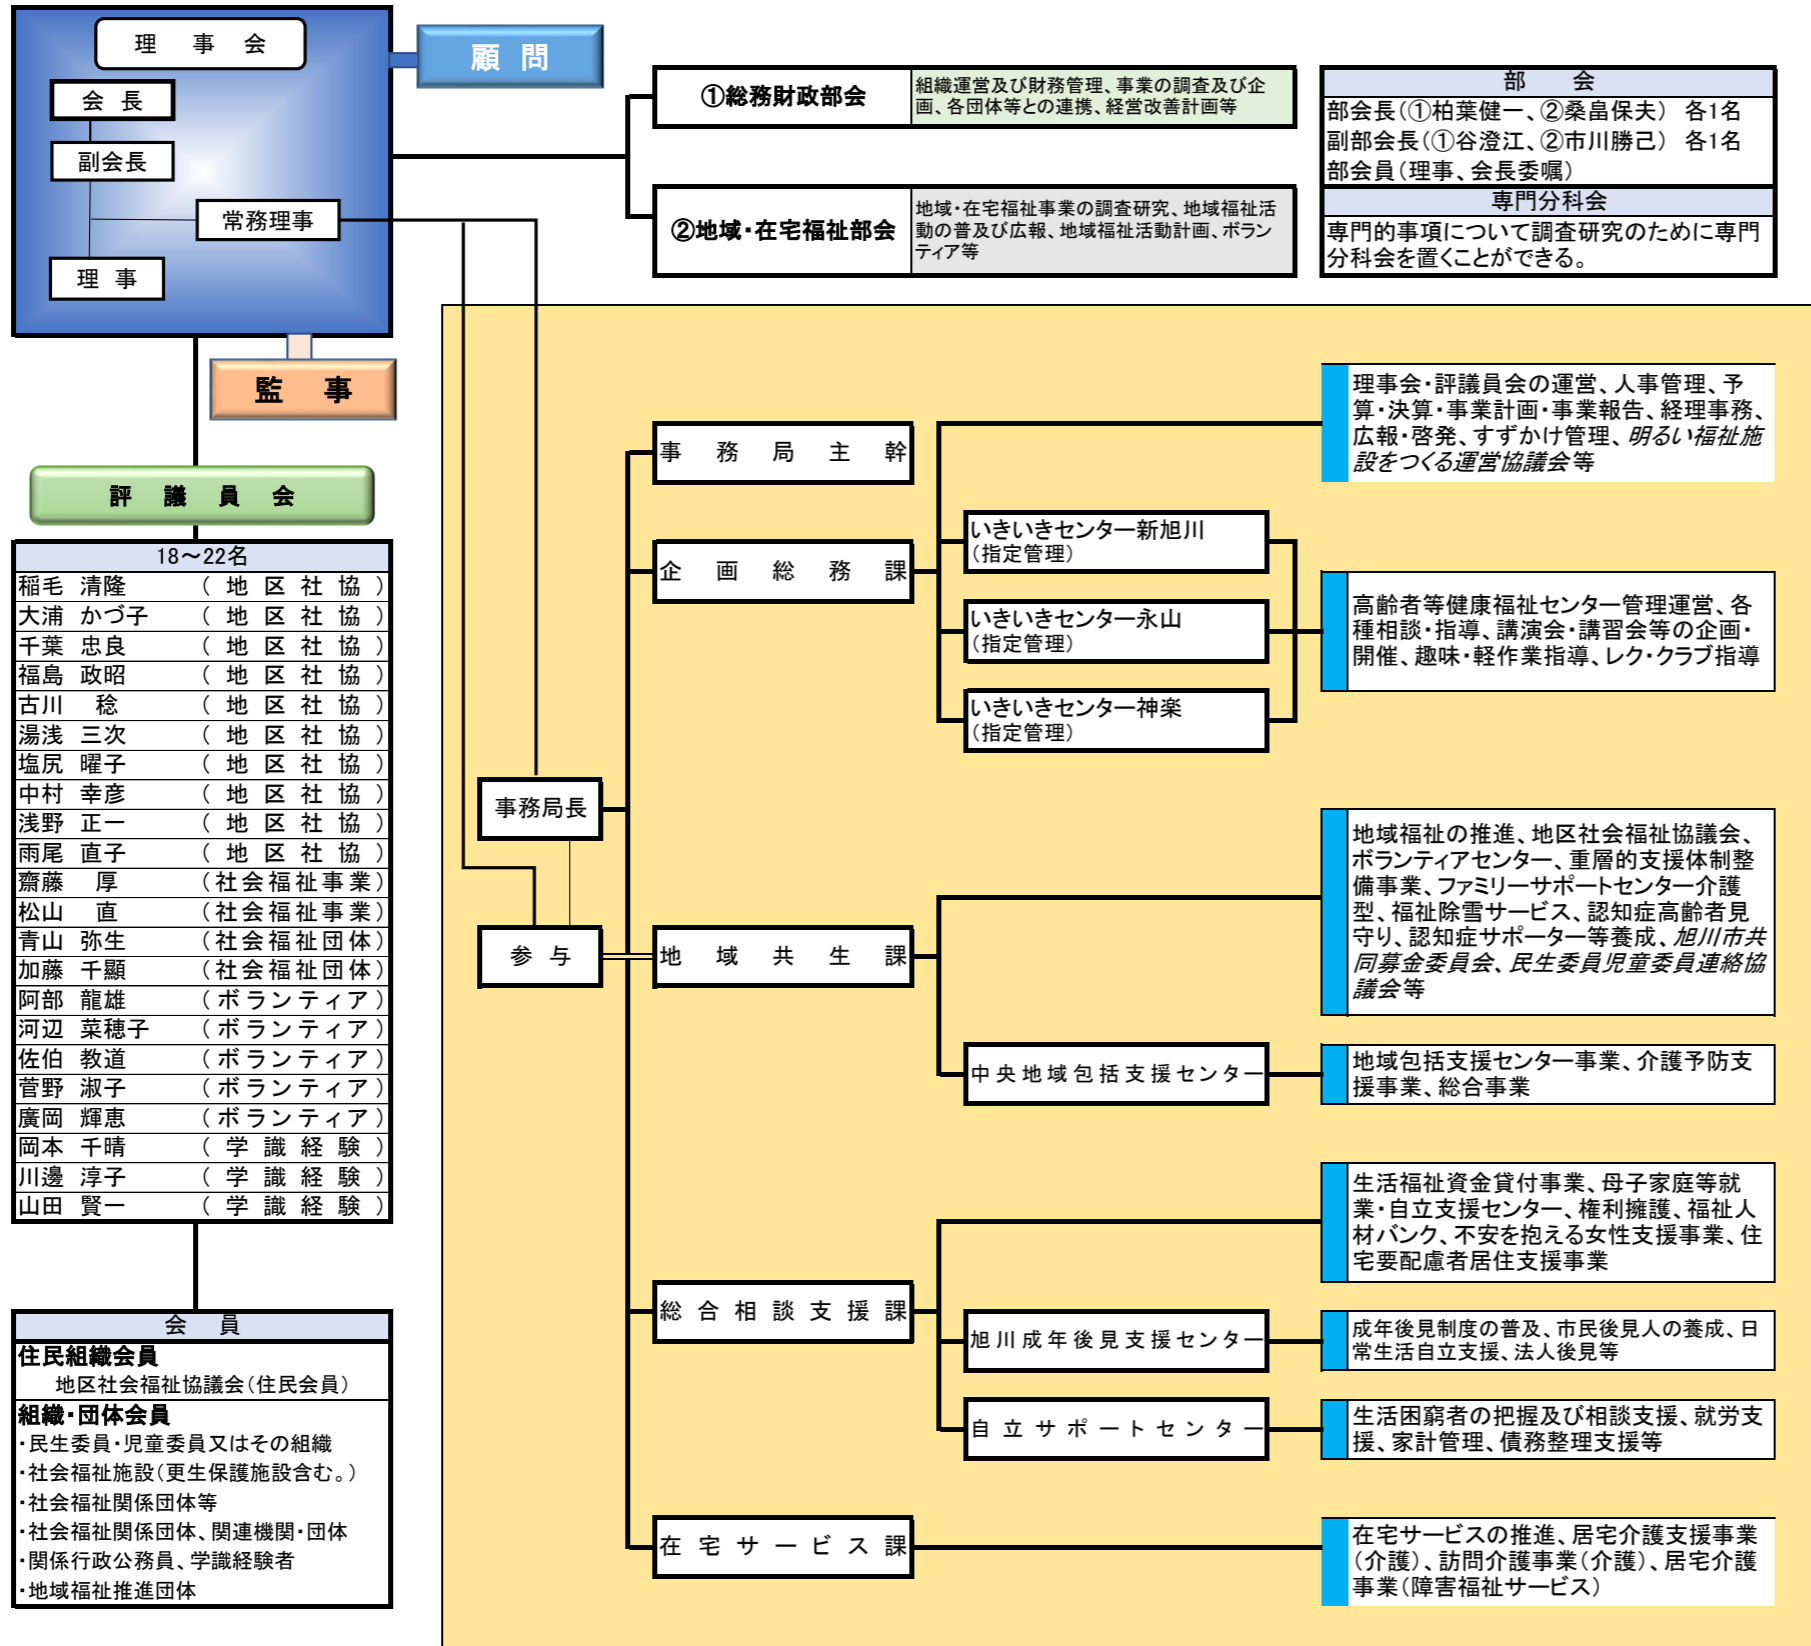 理事会
会長
副会長
常務理事
理事
顧問
監事
評議員会
18～22名
稲毛 清隆 (地区社協)
大浦 かづ子 (地区社協)
千葉 忠良 (地区社協)
福島 政昭 (地区社協)
古川 稔 (地区社協)
湯浅 三次 (地区社協)
塩尻 曜子 (地区社協)
中村 幸彦 (地区社協)
浅野 正一 (地区社協)
雨尾 直子 (地区社協)
齋藤 厚 (社会福祉事業)
松山 直 (社会福祉事業)
青山 弥生 (社会福祉団体)
加藤 千顯 (社会福祉団体)
阿部 龍雄 (ボランティア)
河辺 菜穂子 (ボランティア)
佐伯 教道 (ボランティア)
菅野 淑子 (ボランティア)
廣岡 輝恵 (ボランティア)
岡本 千晴 (学識経験)
川邊 淳子 (学識経験)
山田 賢一 (学識経験)
会員
住民組織会員
地区社会福祉協議会(住民会員)
組織・団体会員
・民生委員・児童委員又はその組織
・社会福祉施設(更生保護施設含む。)
・社会福祉関係団体等
・社会福祉関係団体、関連機関・団体
・関係行政公務員、学識経験者
・地域福祉推進団体
①総務財政部会
組織運営及び財務管理、事業の調査及び企
画、各団体等との連携、経営改善計画等
②地域・在宅福祉部会
地域・在宅福祉事業の調査研究、地域福祉活
動の普及び広報、地域福祉活動計画、ボラン
ティア等
部会
部会長(①柏葉健一、②桑畠保夫) 各1名
副部会長(①谷澄江、②市川勝己) 各1名
部会員(理事、会長委嘱)
専門分科会
専門的事項について調査研究のために専門
分科会を置くことができる。
事務局長
参与
事務局主幹
企画総務課
理事会・評議員会の運営、人事管理、予
算・決算・事業計画・事業報告、経理事務、
広報・啓発、すずかけ管理、明るい福祉施
設をつくる運営協議会等
いきいきセンター新旭川
(指定管理)
いきいきセンター永山
(指定管理)
いきいきセンター神楽
(指定管理)
高齢者等健康福祉センター管理運営、各
種相談・指導、講演会・講習会等の企画・
開催、趣味・軽作業指導、レク・クラブ指導
地域共生課
地域福祉の推進、地区社会福祉協議会、
ボランティアセンター、重層的支援体制整
備事業、ファミリーサポートセンター介護
型、福祉除雪サービス、認知症高齢者見
守り、認知症サポーター等養成、旭川市共
同募金委員会、民生委員児童委員連絡協
議会等
中央地域包括支援センター
地域包括支援センター事業、介護予防支
援事業、総合事業
総合相談支援課
生活福祉資金貸付事業、母子家庭等就
業・自立支援センター、権利擁護、福祉人
材バンク、不安を抱える女性支援事業、住
宅要配慮者居住支援事業
旭川成年後見支援センター
成年後見制度の普及、市民後見人の養成、日
常生活自立支援、法人後見等
自立サポートセンター
生活困窮者の把握及び相談支援、就労支
援、家計管理、債務整理支援等
在宅サービス課
在宅サービスの推進、居宅介護支援事業
(介護)、訪問介護事業(介護)、居宅介護
事業(障害福祉サービス)